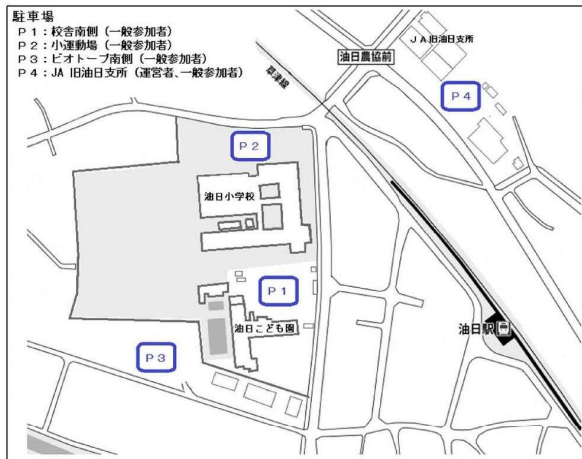 駐車場
P1:校舎南側(一般参加者)
P2:小運動場(一般参加者)
P3:ビオトープ南側(一般参加者)
P4:JA 旧油日支所(運営者、一般参加者)
JA旧油日支所
油日農協前
草津線
P4
P2
油日小学校
P1
油日こども園
油日駅
P3